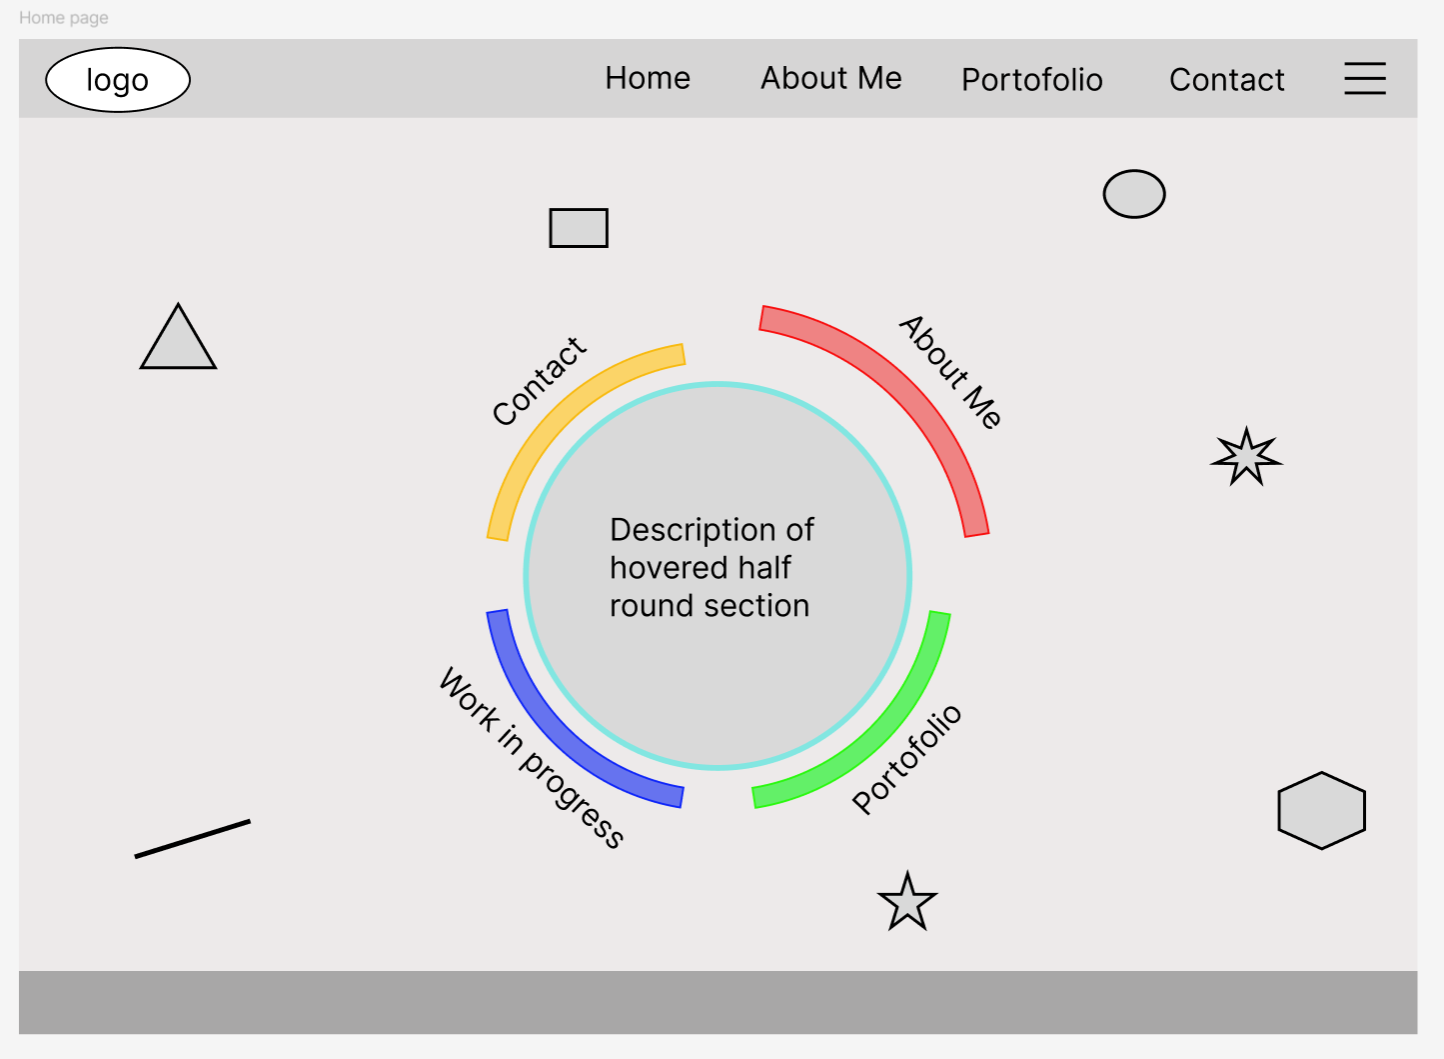 Home page
logo
Home
About Me
Portofolio
Contact
Contact
About Me
Description of
hovered half
round section
Work in progress
Portofolio